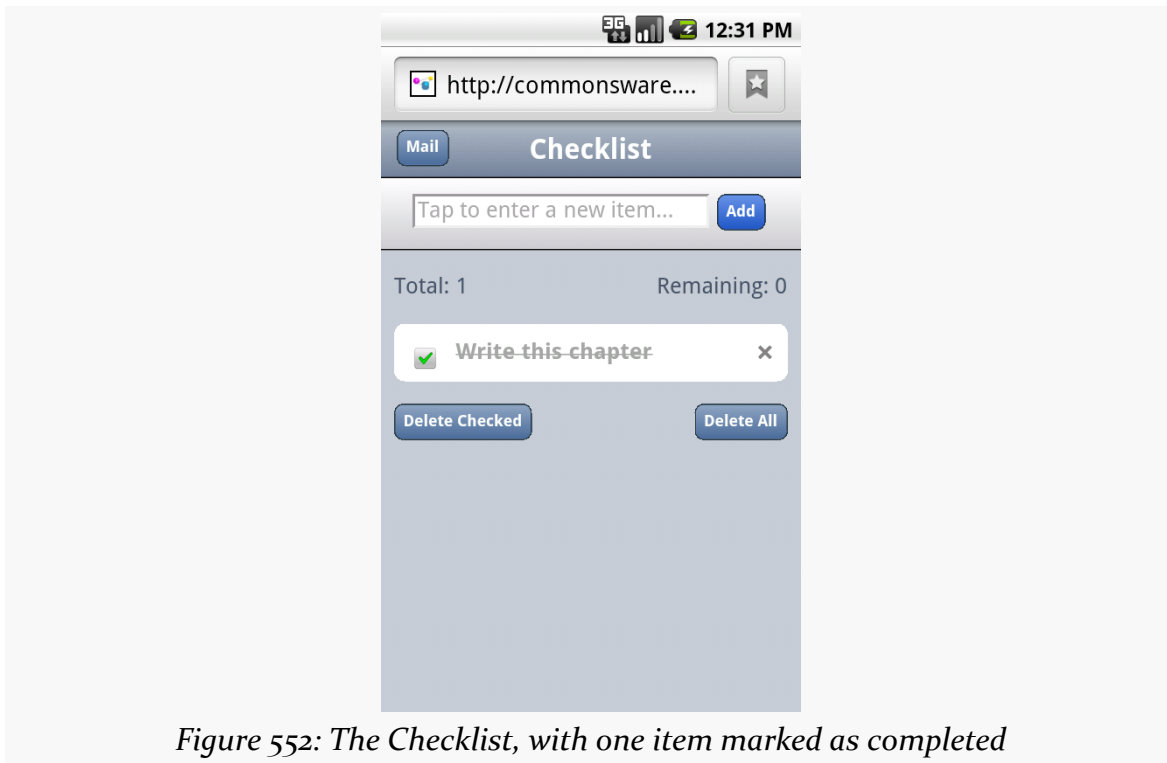 3G 12:31 PM
http://commonsware....
Mail Checklist
Tap to enter a new item... Add
Total: 1 Remaining: 0
Write this chapter ×
Delete Checked Delete All
Figure 552: The Checklist, with one item marked as completed